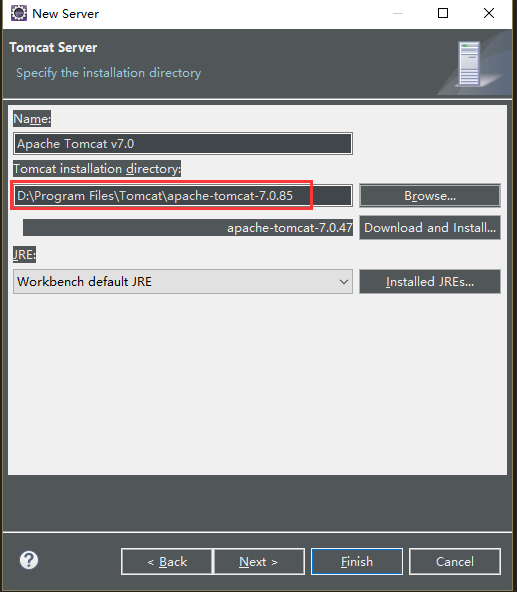 New Server
Tomcat Server
Specify the installation directory
Name:
Apache Tomcat v7.0
Tomcat installation directory:
D:\Program Files\Tomcat\apache-tomcat-7.0.85
Browse...
apache-tomcat-7.0.47
Download and Install...
JRE:
Workbench default JRE
Installed JREs...
?
< Back
Next >
Finish
Cancel